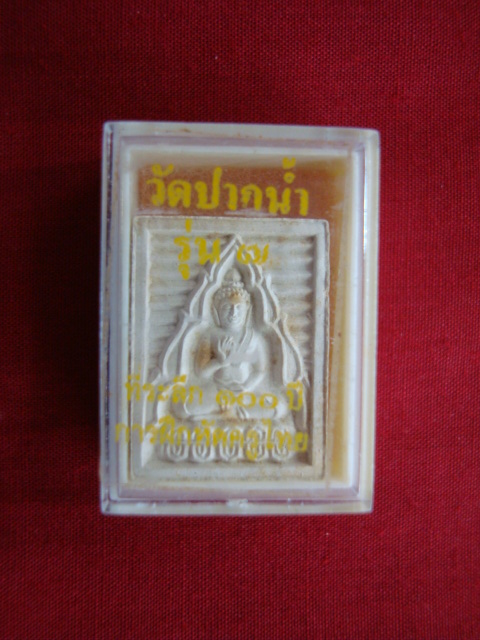 วัดปากน้ำ
รุ่น ๗
ที่ระลึก ๑๐๐ ปี
การฝึกหัดครูไทย